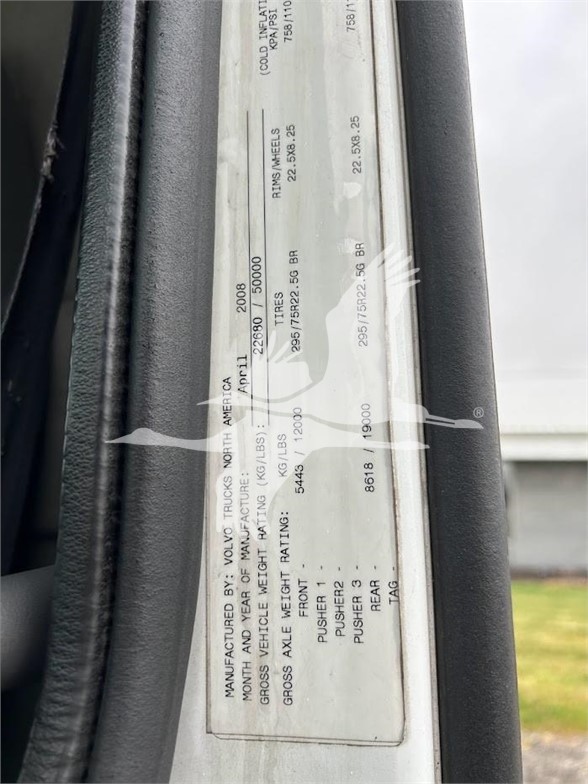 MANUFACTURED BY: VOLVO TRUCKS NORTH AMERICA
MONTH AND YEAR OF MANUFACTURE: April 2008
GROSS VEHICLE WEIGHT RATING (KG/LBS): 22680 / 50000
GROSS AXLE WEIGHT RATING: KG/LBS TIRES RIMS/WHEELS (COLD INFLATI KPA/PSI
FRONT - 5443 / 12000 295/75R22.5G BR 22.5X8.25 758/110
PUSHER 1 -
PUSHER2 -
PUSHER 3 -
REAR - 8618 / 19000 295/75R22.5G BR 22.5X8.25 758/11
TAG -
®